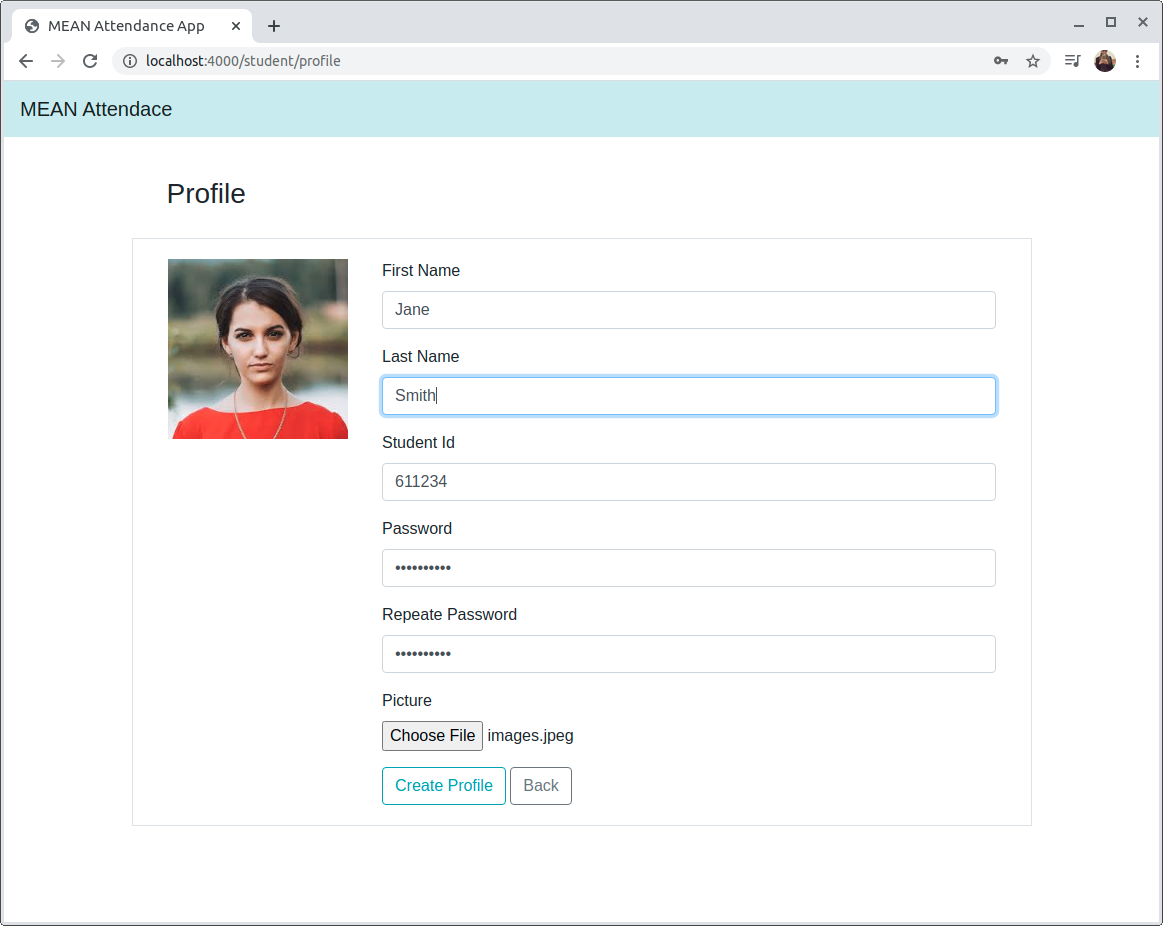 MEAN Attendance App
localhost:4000/student/profile
MEAN Attendace
Profile
First Name
Jane
Last Name
Smith
Student Id
611234
Password
••••••••••
Repeate Password
••••••••••
Picture
Choose File images.jpeg
Create Profile Back